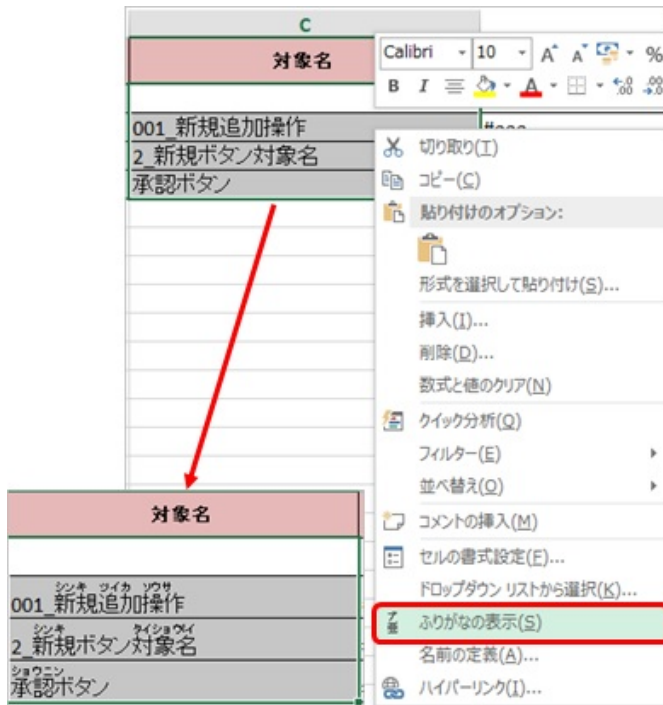 C
対象名
001_新規追加操作
2_新規ボタン対象名
承認ボタン
Calibri 10 A A %
B I A .00 .00
切り取り(T)
コピー(C)
貼り付けのオプション:
形式を選択して貼り付け(S)...
挿入(I)...
削除(D)...
数式と値のクリア(N)
クイック分析(Q)
フィルター(E)
並べ替え(O)
コメントの挿入(M)
セルの書式設定(F)...
ドロップダウン リストから選択(K)...
ふりがなの表示(S)
名前の定義(A)...
ハイパーリンク(I)...
対象名
シンキ ツイカ ソウサ
001_新規追加操作
シンキ タイショウメイ
2_新規ボタン対象名
ショウニン
承認ボタン